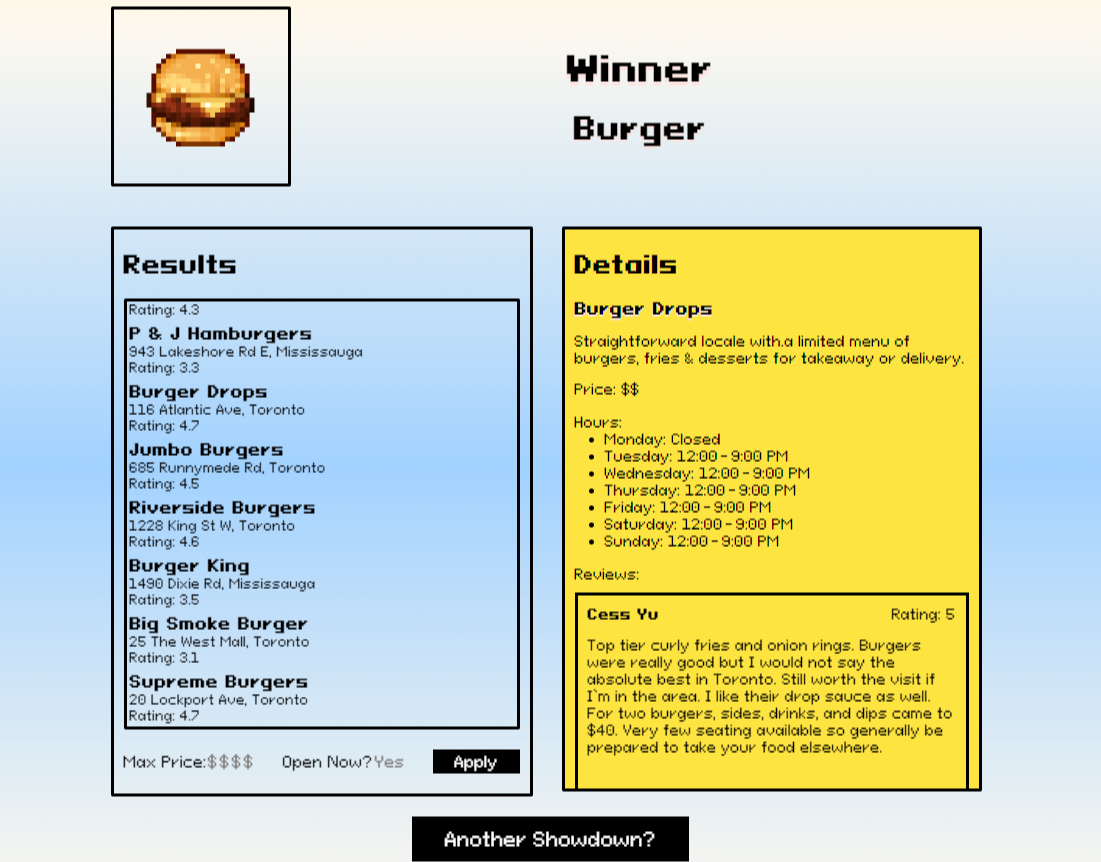 Winner
Burger
Results
Rating: 4.3
P & J Hamburgers
943 Lakeshore Rd E, Mississauga
Rating: 3.3
Burger Drops
116 Atlantic Ave, Toronto
Rating: 4.7
Jumbo Burgers
685 Runnymede Rd, Toronto
Rating: 4.5
Riverside Burgers
1228 King St W, Toronto
Rating: 4.6
Burger King
1490 Dixie Rd, Mississauga
Rating: 3.5
Big Smoke Burger
25 The West Mall, Toronto
Rating: 3.1
Supreme Burgers
20 Lockport Ave, Toronto
Rating: 4.7
Max Price:$$$$ Open Now?Yes Apply
Details
Burger Drops
Straightforward locale with.a limited menu of
burgers, fries & desserts for takeaway or delivery.
Price: $$
Hours:
• Monday: Closed
• Tuesday: 12:00 – 9:00 PM
• Wednesday: 12:00 – 9:00 PM
• Thursday: 12:00 – 9:00 PM
• Friday: 12:00 – 9:00 PM
• Saturday: 12:00 – 9:00 PM
• Sunday: 12:00 – 9:00 PM
Reviews:
Cess Yu Rating: 5
Top tier curly fries and onion rings. Burgers
were really good but I would not say the
absolute best in Toronto. Still worth the visit if
I'm in the area. I like their drop sauce as well.
For two burgers, sides, drinks, and dips came to
$40. Very few seating available so generally be
prepared to take your food elsewhere.
Another Showdown?